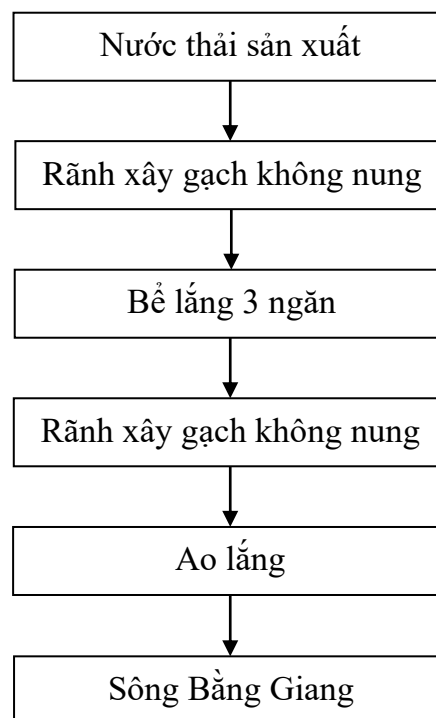 Nước thải sản xuất
Rãnh xây gạch không nung
Bể lắng 3 ngăn
Rãnh xây gạch không nung
Ao lắng
Sông Bằng Giang